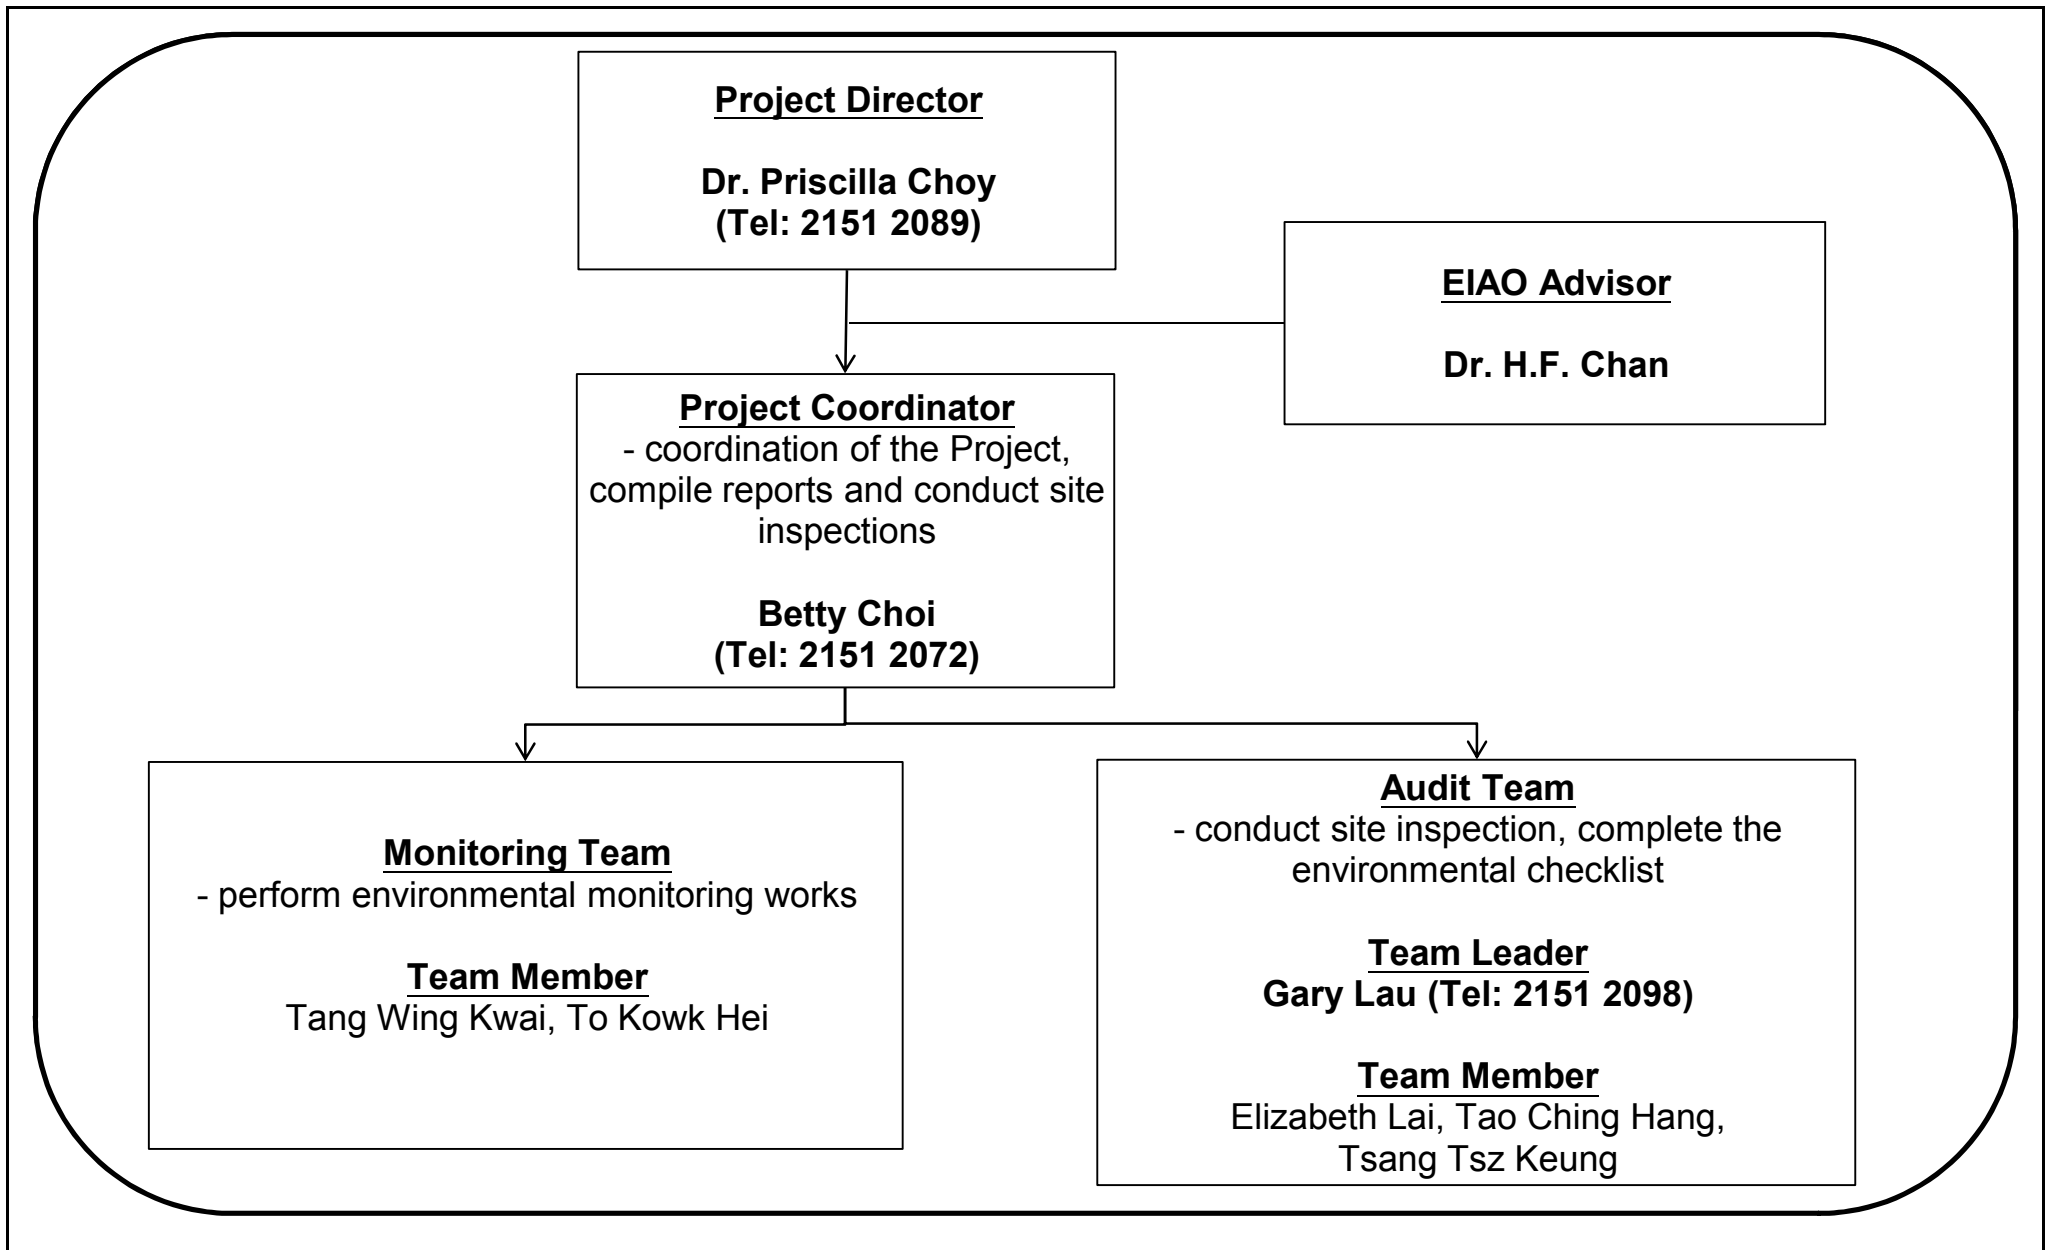 Project Director
Dr. Priscilla Choy
(Tel: 2151 2089)
EIAO Advisor
Dr. H.F. Chan
Project Coordinator
- coordination of the Project,
compile reports and conduct site
inspections
Betty Choi
(Tel: 2151 2072)
Monitoring Team
- perform environmental monitoring works
Team Member
Tang Wing Kwai, To Kowk Hei
Audit Team
- conduct site inspection, complete the
environmental checklist
Team Leader
Gary Lau (Tel: 2151 2098)
Team Member
Elizabeth Lai, Tao Ching Hang,
Tsang Tsz Keung